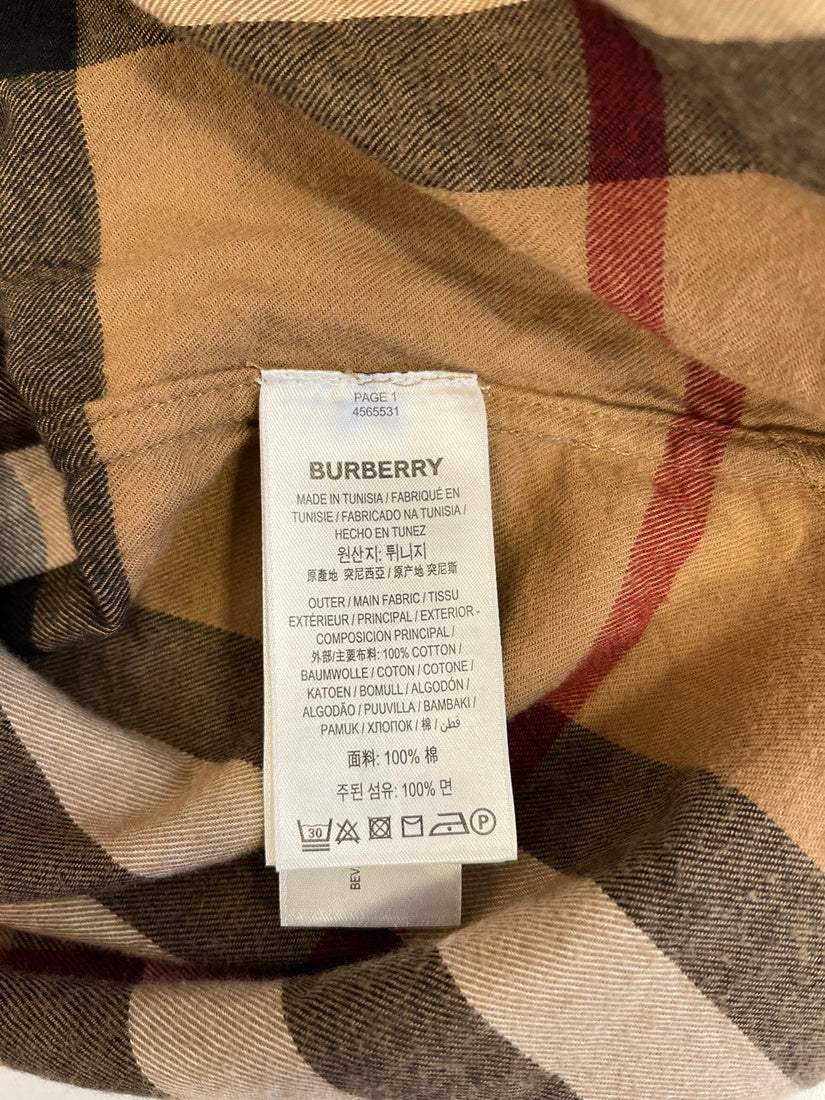 PAGE 1
4565531
BURBERRY
MADE IN TUNISIA / FABRIQUÉ EN
TUNISIE / FABRICADO NA TUNISIA /
HECHO EN TUNEZ
원산지: 튀니지
原產地 突尼西亞 / 原产地 突尼斯
OUTER / MAIN FABRIC / TISSU
EXTÉRIEUR / PRINCIPAL / EXTERIOR -
COMPOSICION PRINCIPAL /
外部/主要布料: 100% COTTON /
BAUMWOLLE / COTON / COTONE /
KATOEN / BOMULL / ALGODÓN /
ALGODÃO / PUUVILLA / BAMBAKI /
PAMUK / ХЛОПОК / 棉 / قطن /
面料: 100% 棉
주된 섬유: 100% 면
30 P
BEV